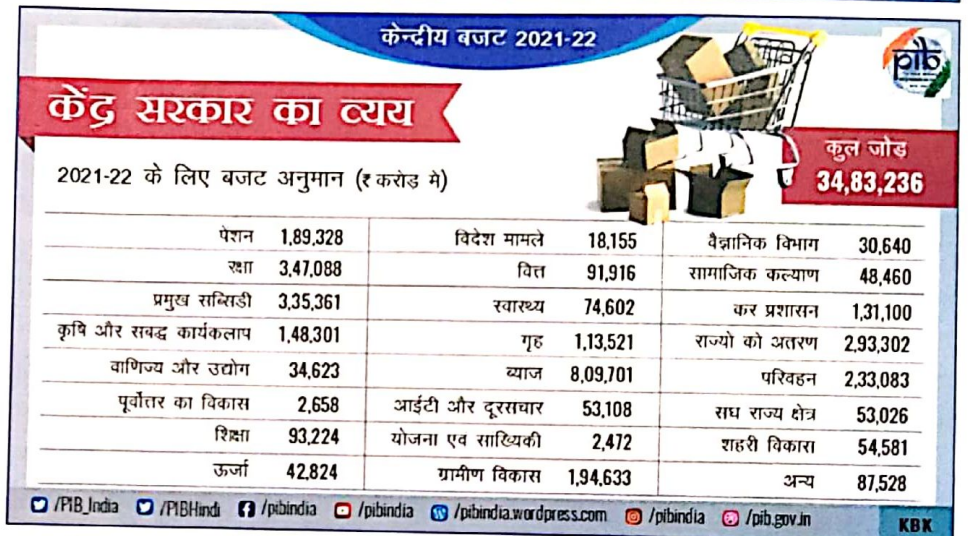 केन्द्रीय बजट 2021-22
pib
केंद्र सरकार का व्यय
कुल जोड़
34,83,236
2021-22 के लिए बजट अनुमान (₹ करोड़ में)
पेंशन 1,89,328
रक्षा 3,47,088
प्रमुख सब्सिडी 3,35,361
कृषि और सबद्ध कार्यकलाप 1,48,301
वाणिज्य और उद्योग 34,623
पूर्वोत्तर का विकास 2,658
शिक्षा 93,224
ऊर्जा 42,824
विदेश मामले 18,155
वित्त 91,916
स्वास्थ्य 74,602
गृह 1,13,521
ब्याज 8,09,701
आईटी और दूरसचार 53,108
योजना एव साख्यिकी 2,472
ग्रामीण विकास 1,94,633
वैज्ञानिक विभाग 30,640
सामाजिक कल्याण 48,460
कर प्रशासन 1,31,100
राज्यो को अतरण 2,93,302
परिवहन 2,33,083
सघ राज्य क्षेत्र 53,026
शहरी विकास 54,581
अन्य 87,528
/PIB_India /PIBHindi /pibindia /pibindia /pibindia.wordpress.com /pibindia /pib.gov.in
KBK